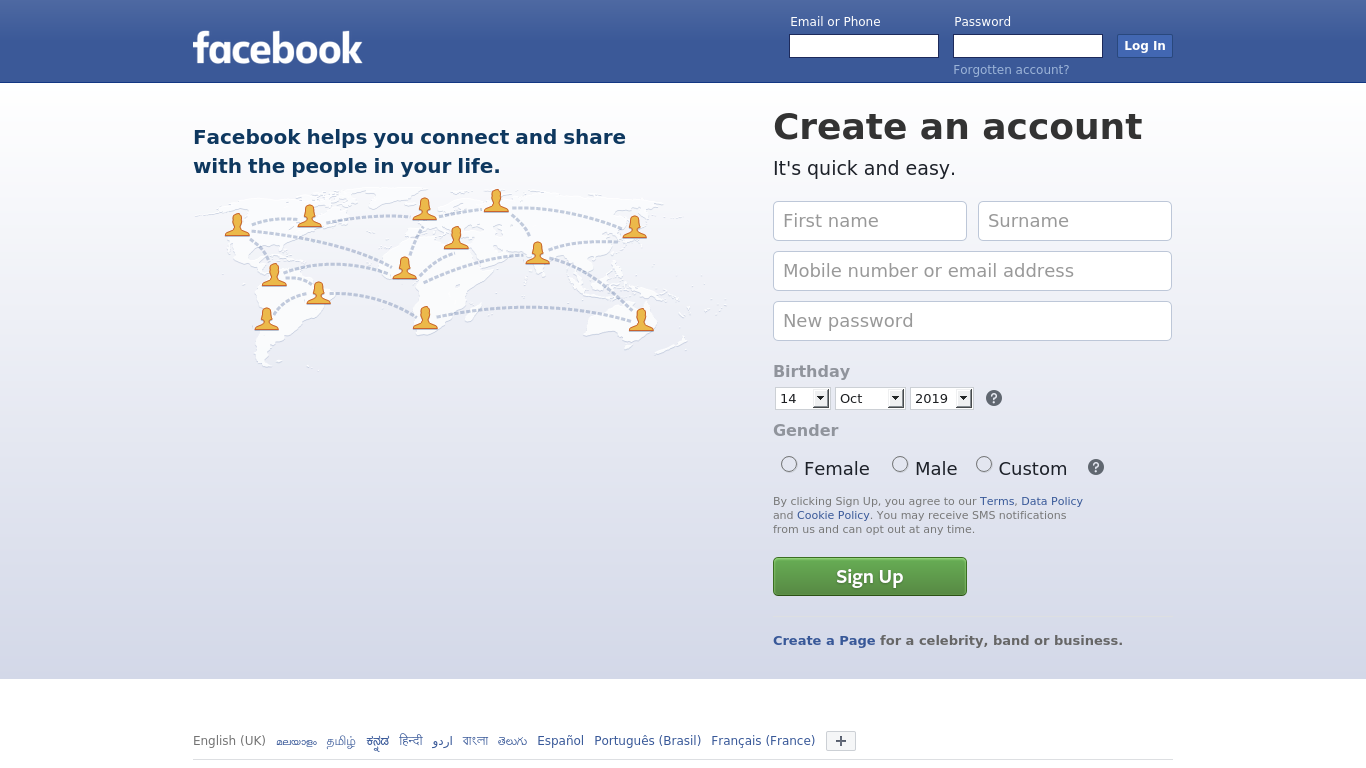 facebook
Email or Phone
Password
Log In
Forgotten account?
Facebook helps you connect and share
with the people in your life.
Create an account
It's quick and easy.
First name
Surname
Mobile number or email address
New password
Birthday
14
Oct
2019
?
Gender
Female
Male
Custom
?
By clicking Sign Up, you agree to our Terms, Data Policy
and Cookie Policy. You may receive SMS notifications
from us and can opt out at any time.
Sign Up
Create a Page for a celebrity, band or business.
English (UK) മലയാളം தமிழ் ಕನ್ನಡ हिन्दी اردو বাংলা తెలుగు Español Português (Brasil) Français (France) +